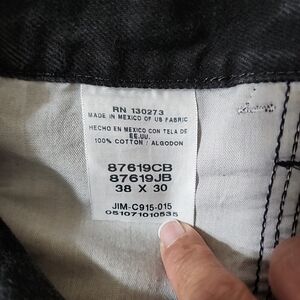 RN 130273
MADE IN MEXICO OF US FABRIC
HECHO EN MEXICO CON TELA DE
EE.UU.
100% COTTON / ALGODON
87619CB
87619JB
38 X 30
JIM-C915-015
051071010535